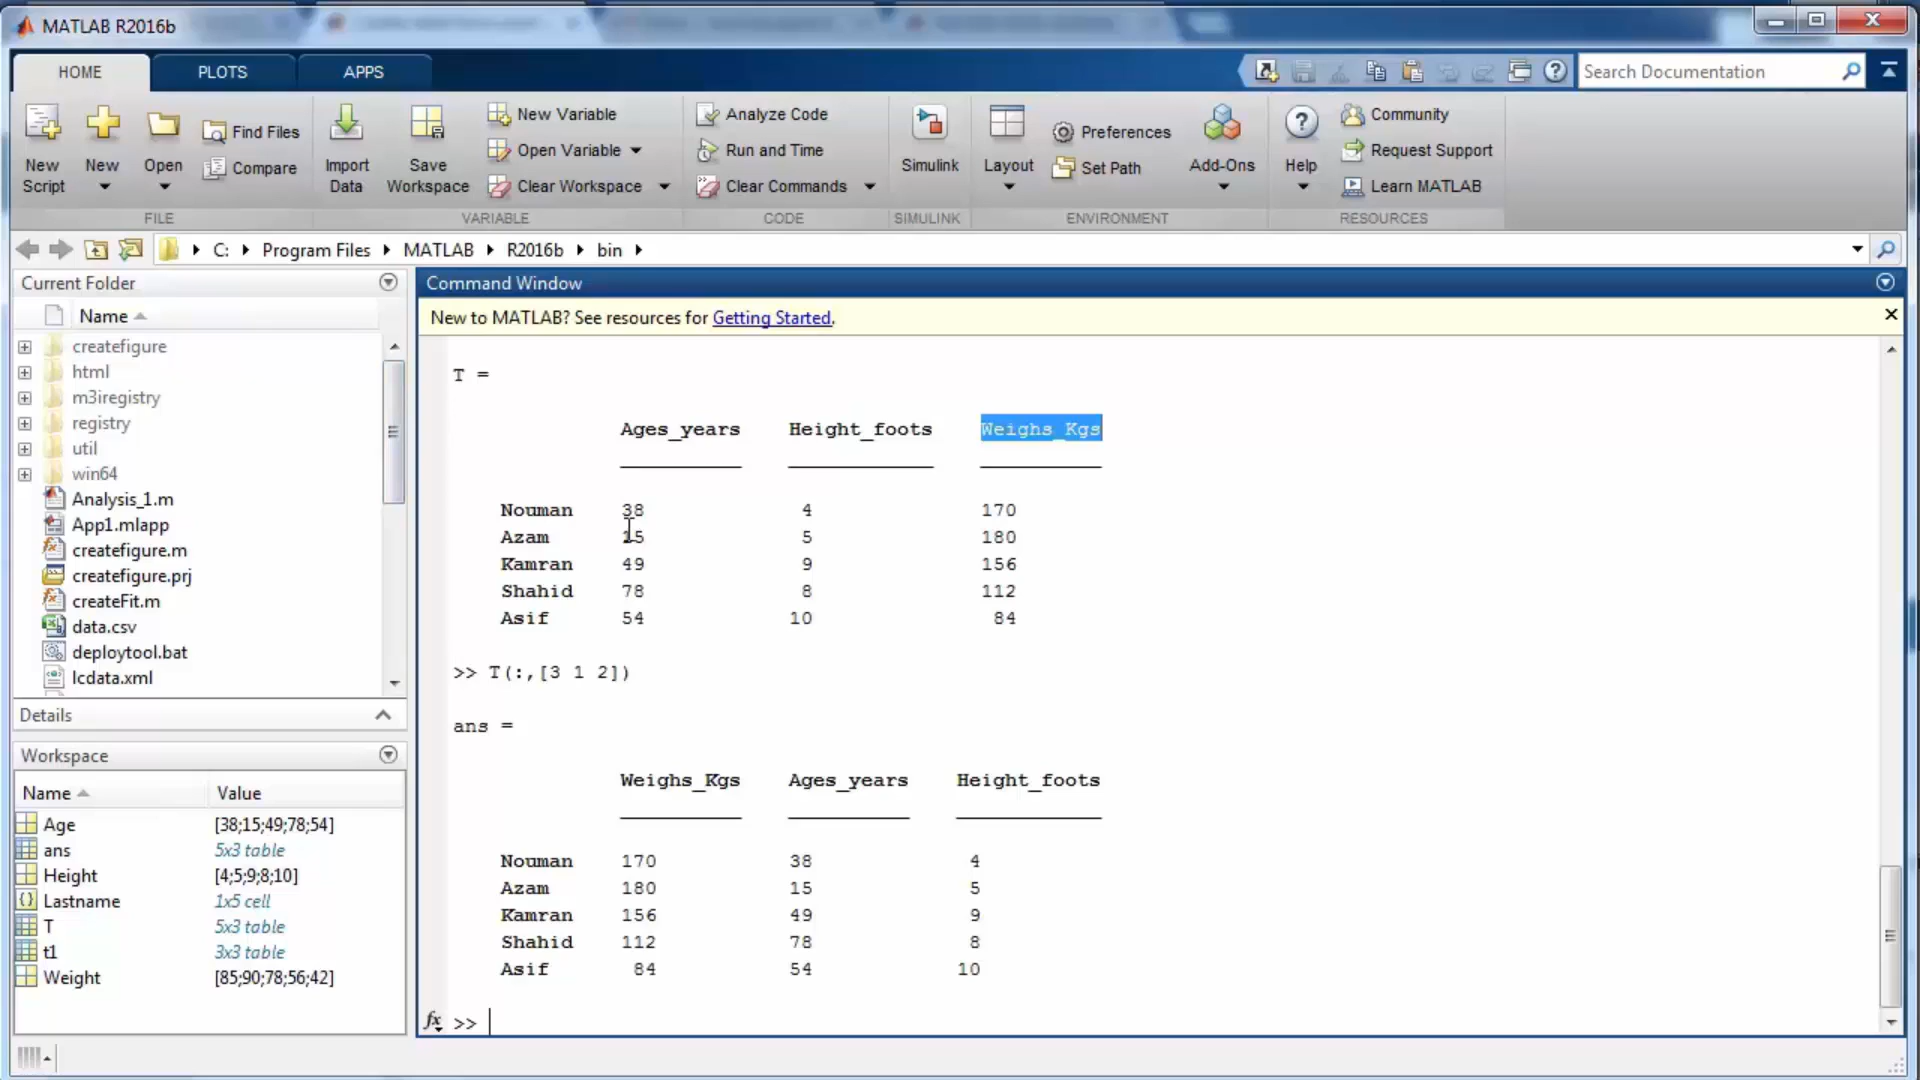 MATLAB R2016b
HOME PLOTS APPS
Search Documentation
New Script
New
Open
Find Files
Compare
Import Data
Save Workspace
New Variable
Open Variable
Clear Workspace
Analyze Code
Run and Time
Clear Commands
Simulink
Layout
Preferences
Set Path
Add-Ons
Help
Community
Request Support
Learn MATLAB
FILE VARIABLE CODE SIMULINK ENVIRONMENT RESOURCES
C: Program Files MATLAB R2016b bin
Current Folder
Name
createfigure
html
m3iregistry
registry
util
win64
Analysis_1.m
App1.mlapp
createfigure.m
createfigure.prj
createFit.m
data.csv
deploytool.bat
lcdata.xml
Details
Workspace
Name Value
Age [38;15;49;78;54]
ans 5x3 table
Height [4;5;9;8;10]
Lastname 1x5 cell
T 5x3 table
t1 3x3 table
Weight [85;90;78;56;42]
Command Window
New to MATLAB? See resources for Getting Started.
T =
Ages_years Height_foots Weighs_Kgs
Nouman 38 4 170
Azam 15 5 180
Kamran 49 9 156
Shahid 78 8 112
Asif 54 10 84
>> T(:,[3 1 2])
ans =
Weighs_Kgs Ages_years Height_foots
Nouman 170 38 4
Azam 180 15 5
Kamran 156 49 9
Shahid 112 78 8
Asif 84 54 10
fx >>